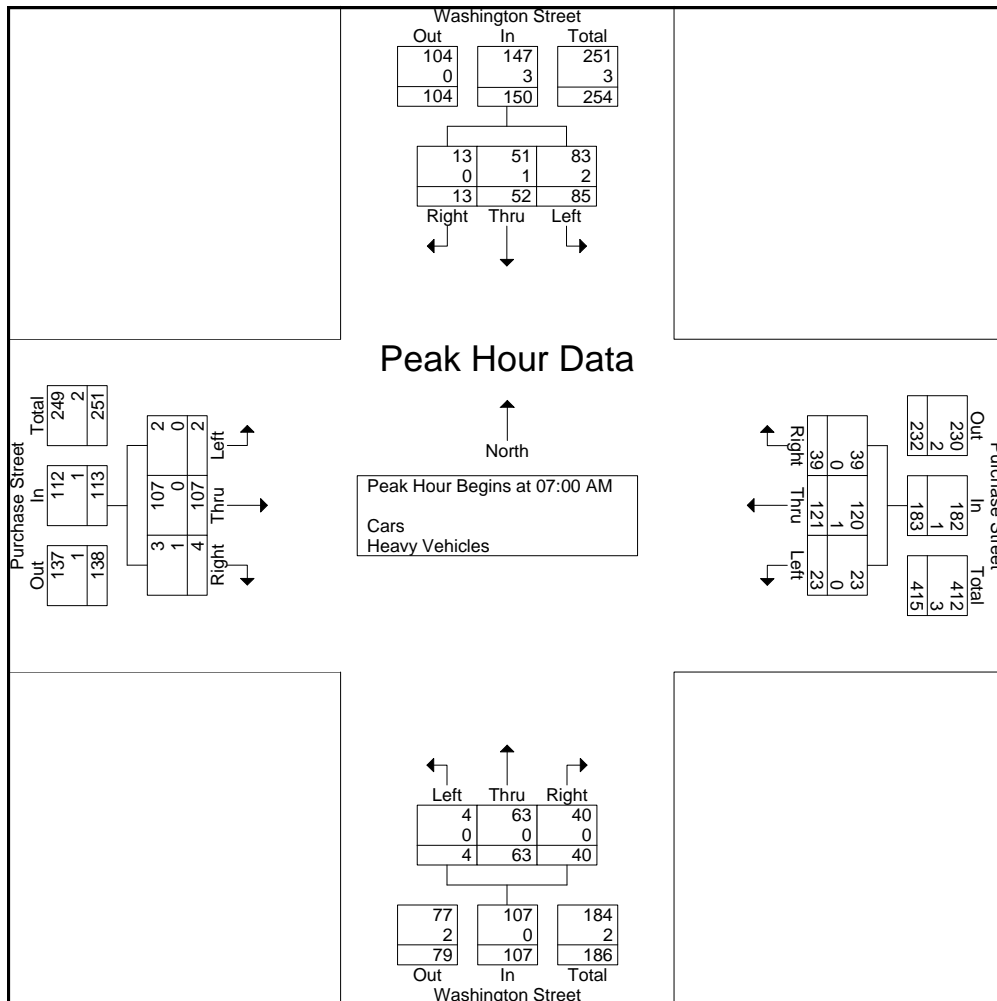 Washington Street
Out In Total
104 147 251
0 3 3
104 150 254
13 51 83
0 1 2
13 52 85
Right Thru Left
Peak Hour Data
North
Peak Hour Begins at 07:00 AM
Cars
Heavy Vehicles
Purchase Street
Out In Total
137 112 249
1 1 2
138 113 251
3 107 2
1 0 0
4 107 2
Right Thru Left
Purchase Street
Out In Total
230 182 412
2 1 3
232 183 415
39 120 23
0 1 0
39 121 23
Right Thru Left
Left Thru Right
4 63 40
0 0 0
4 63 40
77 107 184
2 0 2
79 107 186
Out In Total
Washington Street